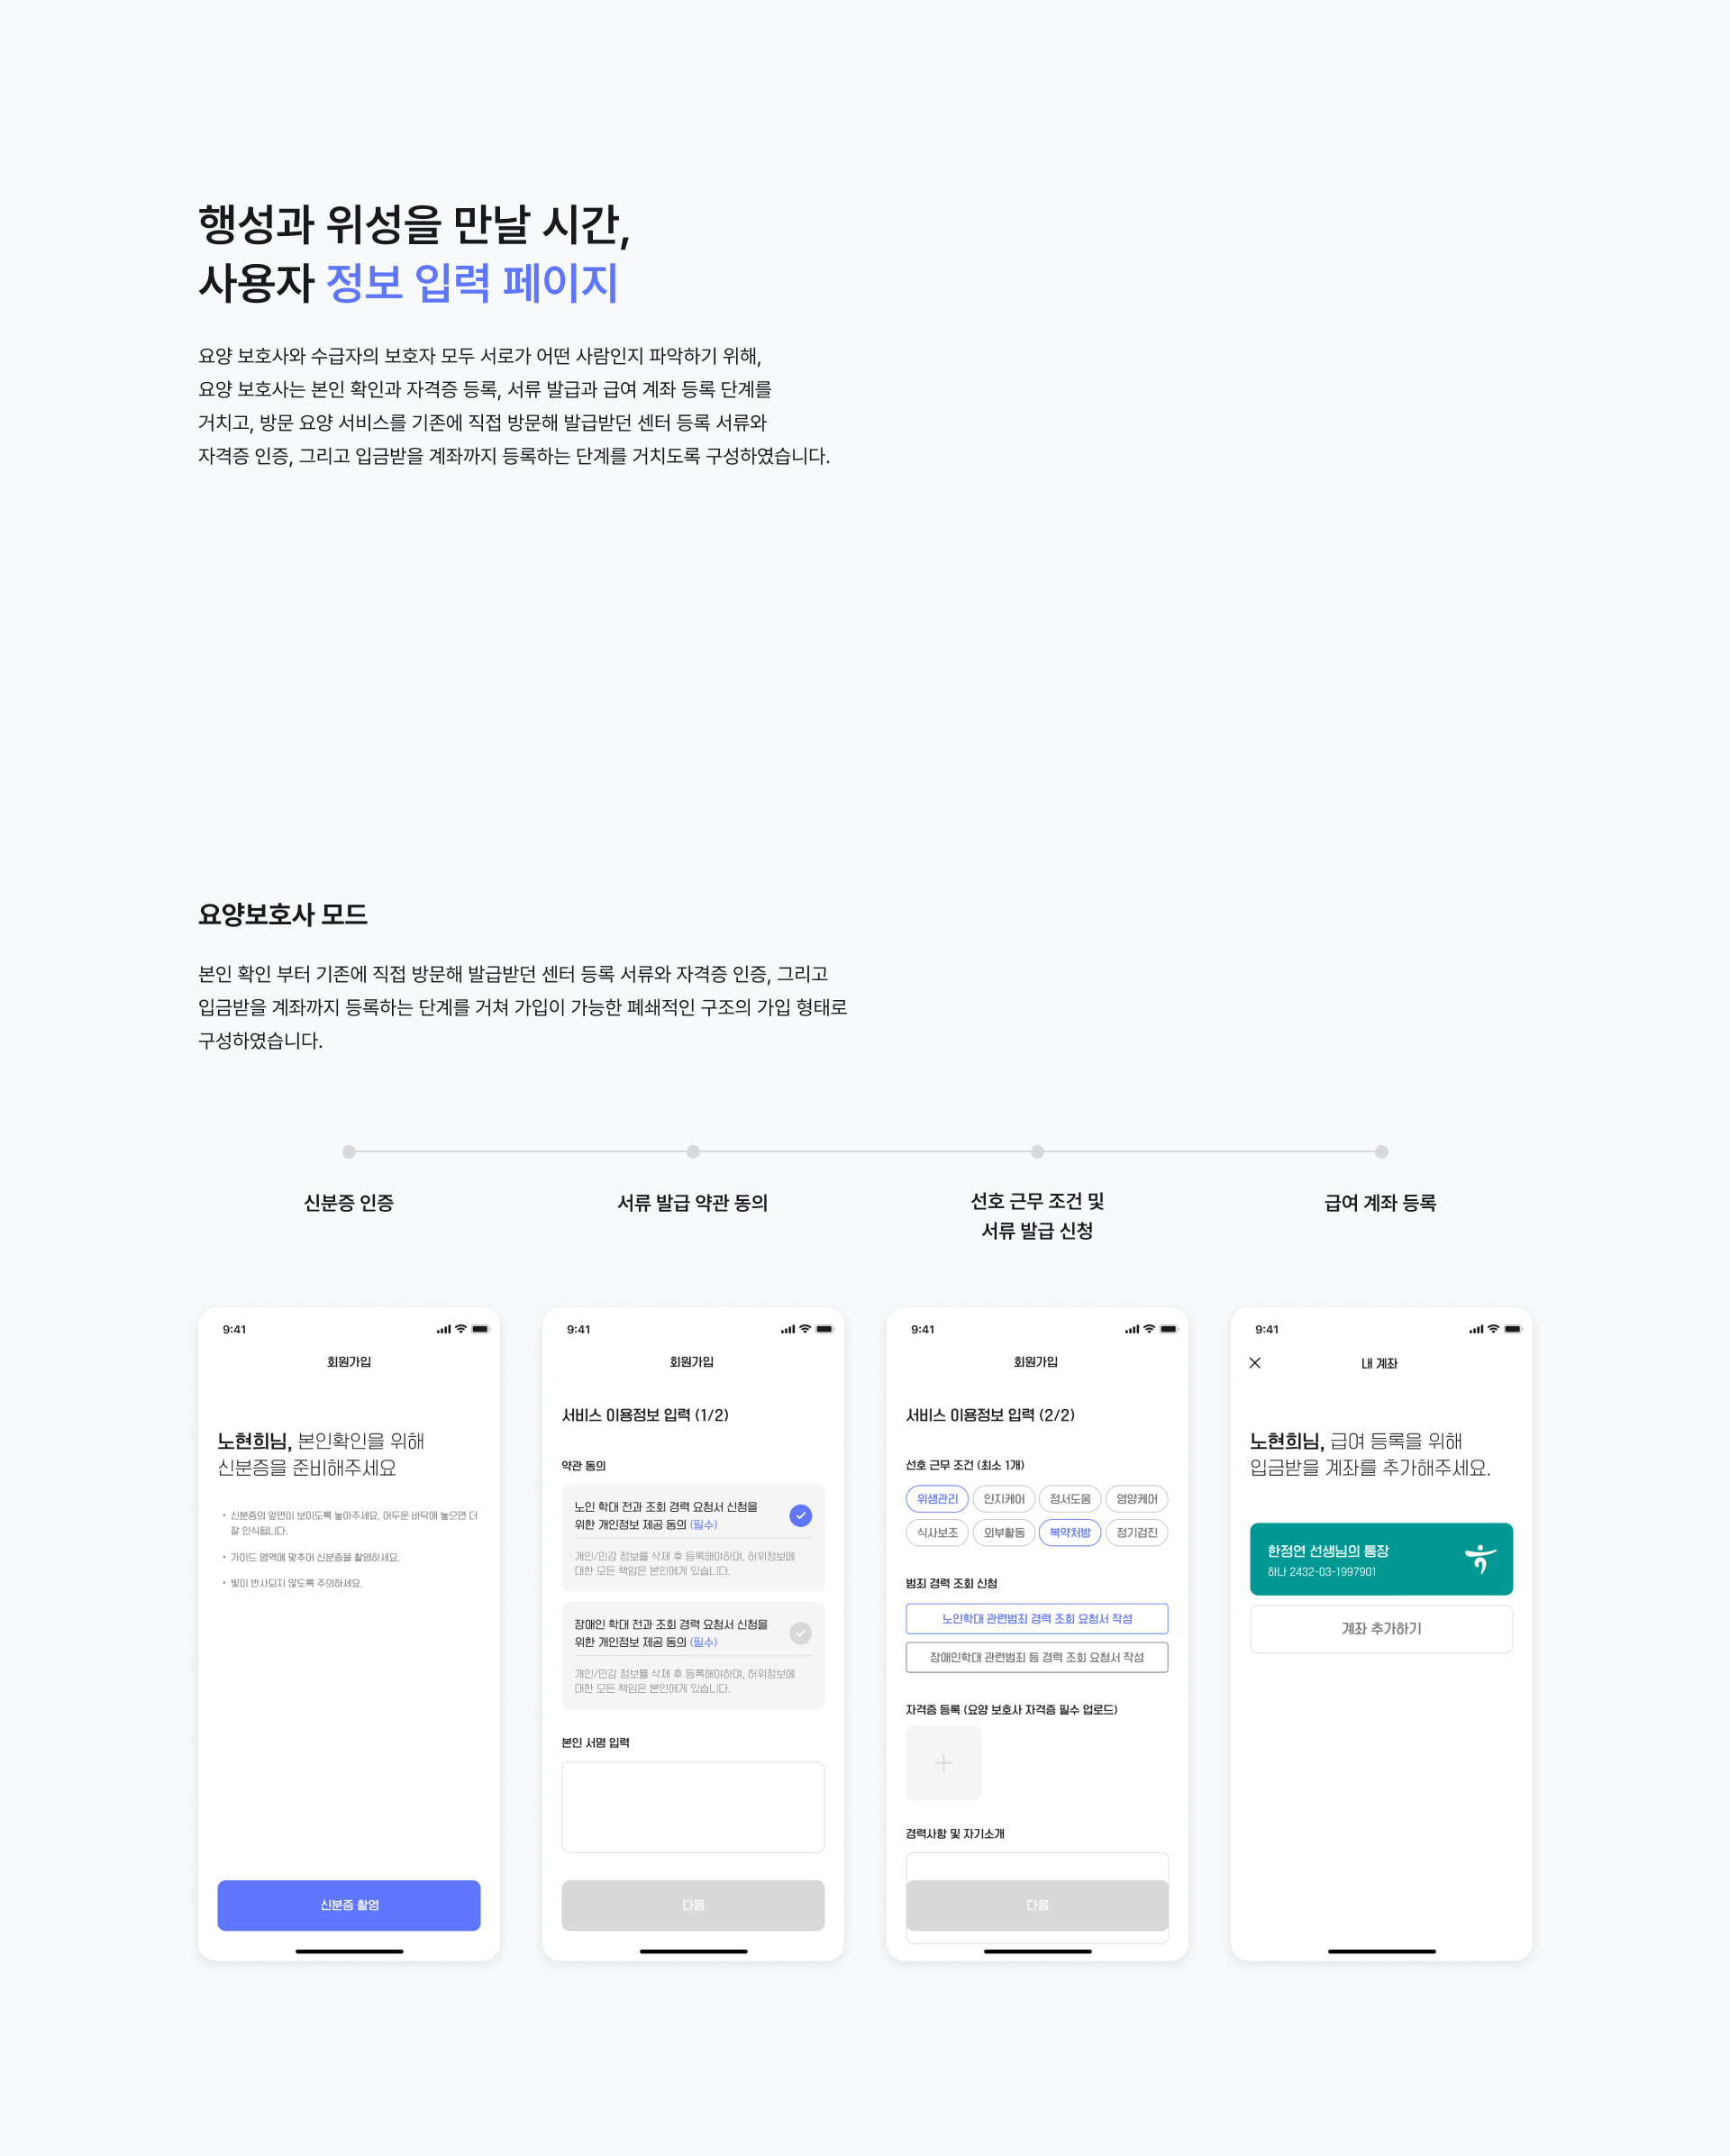 행성과 위성을 만날 시간,
사용자 정보 입력 페이지
요양 보호사와 수급자의 보호자 모두 서로가 어떤 사람인지 파악하기 위해,
요양 보호사는 본인 확인과 자격증 등록, 서류 발급과 급여 계좌 등록 단계를
거치고, 방문 요양 서비스를 기존에 직접 방문해 발급받던 센터 등록 서류와
자격증 인증, 그리고 입금받을 계좌까지 등록하는 단계를 거치도록 구성하였습니다.
요양보호사 모드
본인 확인 부터 기존에 직접 방문해 발급받던 센터 등록 서류와 자격증 인증, 그리고
입금받을 계좌까지 등록하는 단계를 거쳐 가입이 가능한 폐쇄적인 구조의 가입 형태로
구성하였습니다.
신분증 인증
서류 발급 약관 동의
선호 근무 조건 및
서류 발급 신청
급여 계좌 등록
9:41
회원가입
노현희님, 본인확인을 위해
신분증을 준비해주세요
• 신분증의 앞면이 보이도록 놓아주세요. 어두운 바닥에 놓으면 더
잘 인식됩니다.
• 가이드 영역에 맞추어 신분증을 촬영하세요.
• 빛이 반사되지 않도록 주의하세요.
신분증 촬영
9:41
회원가입
서비스 이용정보 입력 (1/2)
약관 동의
노인 학대 전과 조회 경력 요청서 신청을
위한 개인정보 제공 동의 (필수)
개인/민감 정보를 삭제 후 등록해야하며, 허위정보에
대한 모든 책임은 본인에게 있습니다.
장애인 학대 전과 조회 경력 요청서 신청을
위한 개인정보 제공 동의 (필수)
개인/민감 정보를 삭제 후 등록해야하며, 허위정보에
대한 모든 책임은 본인에게 있습니다.
본인 서명 입력
다음
9:41
회원가입
서비스 이용정보 입력 (2/2)
선호 근무 조건 (최소 1개)
위생관리 인지케어 정서도움 영양케어
식사보조 외부활동 복약처방 정기검진
범죄 경력 조회 신청
노인학대 관련범죄 경력 조회 요청서 작성
장애인학대 관련범죄 등 경력 조회 요청서 작성
자격증 등록 (요양 보호사 자격증 필수 업로드)
경력사항 및 자기소개
다음
9:41
내 계좌
노현희님, 급여 등록을 위해
입금받을 계좌를 추가해주세요.
한정연 선생님의 통장
하나 2432-03-1997901
계좌 추가하기